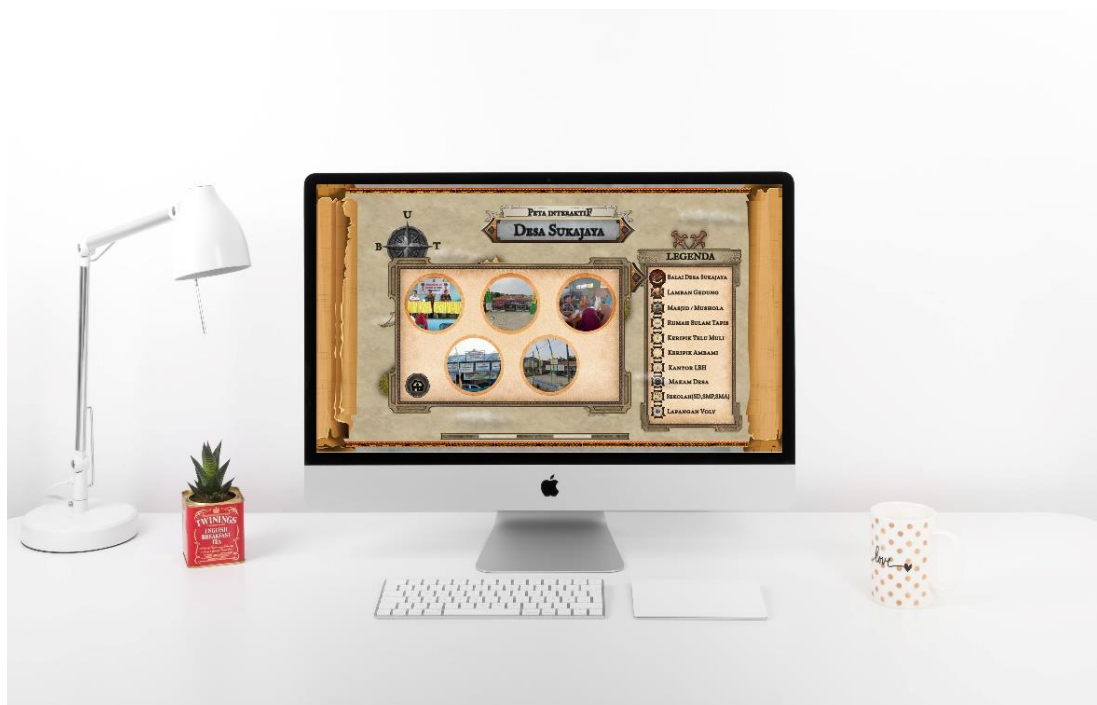 U
B
T
PETA INTERAKTIF
DESA SUKAJAYA
LEGENDA
BALAI DESA SUKAJAYA
LAMBAN GEDUNG
MASJID / MUSHOLA
RUMAH SULAM TAPIS
KERIPIK TELU MULI
KERIPIK AMBAMI
KANTOR LBH
MAKAM DESA
SEKOLAH(SD,SMP,SMA)
LAPANGAN VOLY
TWININGS
ENGLISH
BREAKFAST
TEA
love